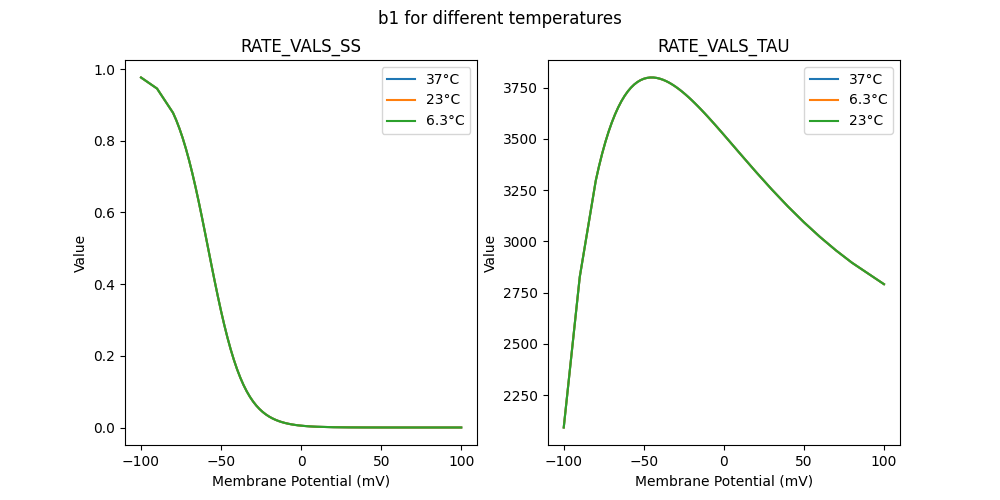 b1 for different temperatures
RATE_VALS_SS
1.0
0.8
0.6
0.4
0.2
0.0
Value
−100
−50
0
50
100
Membrane Potential (mV)
37°C
23°C
6.3°C
RATE_VALS_TAU
3750
3500
3250
3000
2750
2500
2250
Value
−100
−50
0
50
100
Membrane Potential (mV)
37°C
6.3°C
23°C